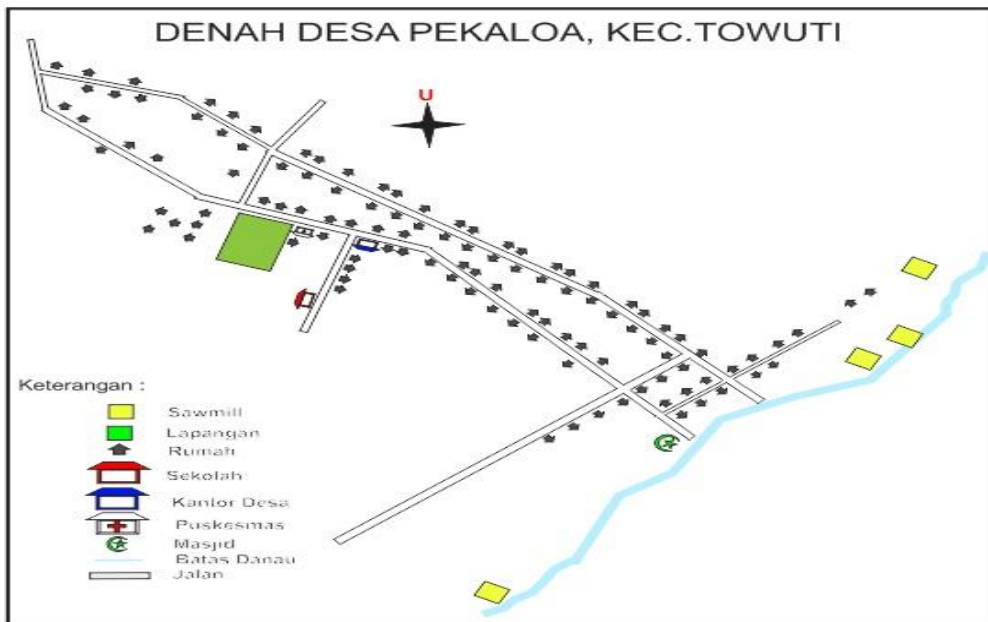 DENAH DESA PEKALOA, KEC.TOWUTI
U
Keterangan :
Sawmill
Lapangan
Rumah
Sekolah
Kantor Desa
Puskesmas
Masjid
Batas Danau
Jalan